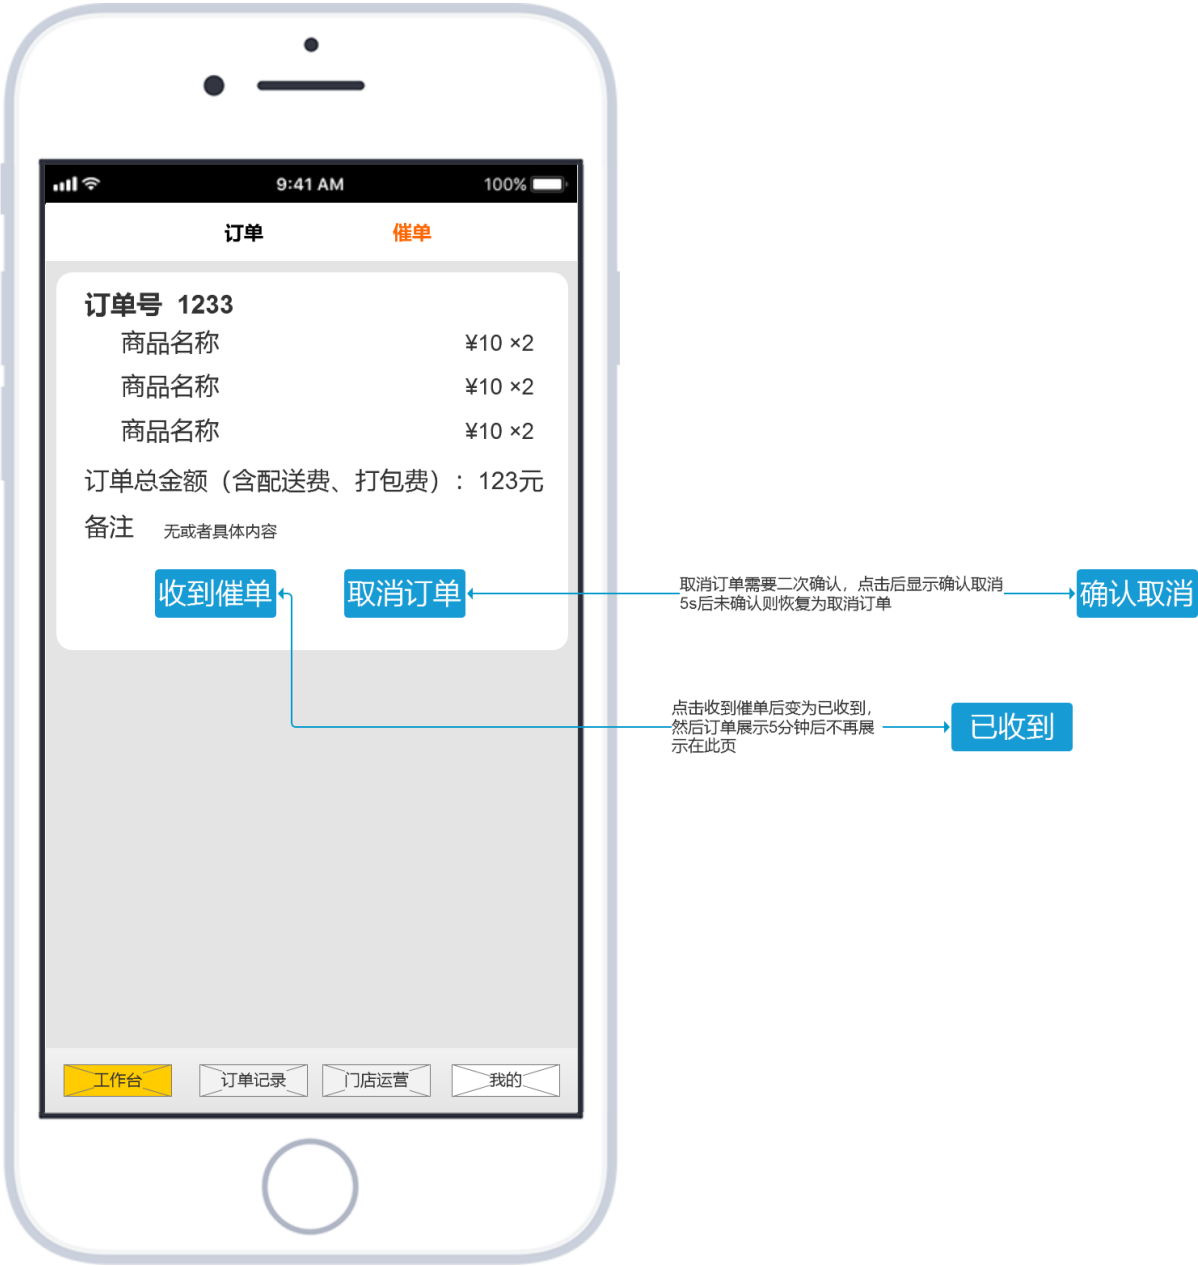 9:41 AM 100%
订单 催单
订单号 1233
商品名称 ¥10 ×2
商品名称 ¥10 ×2
商品名称 ¥10 ×2
订单总金额（含配送费、打包费）：123元
备注 无或者具体内容
收到催单 取消订单
取消订单需要二次确认，点击后显示确认取消
5s后未确认则恢复为取消订单
确认取消
点击收到催单后变为已收到，
然后订单展示5分钟后不再展
示在此页
已收到
工作台 订单记录 门店运营 我的